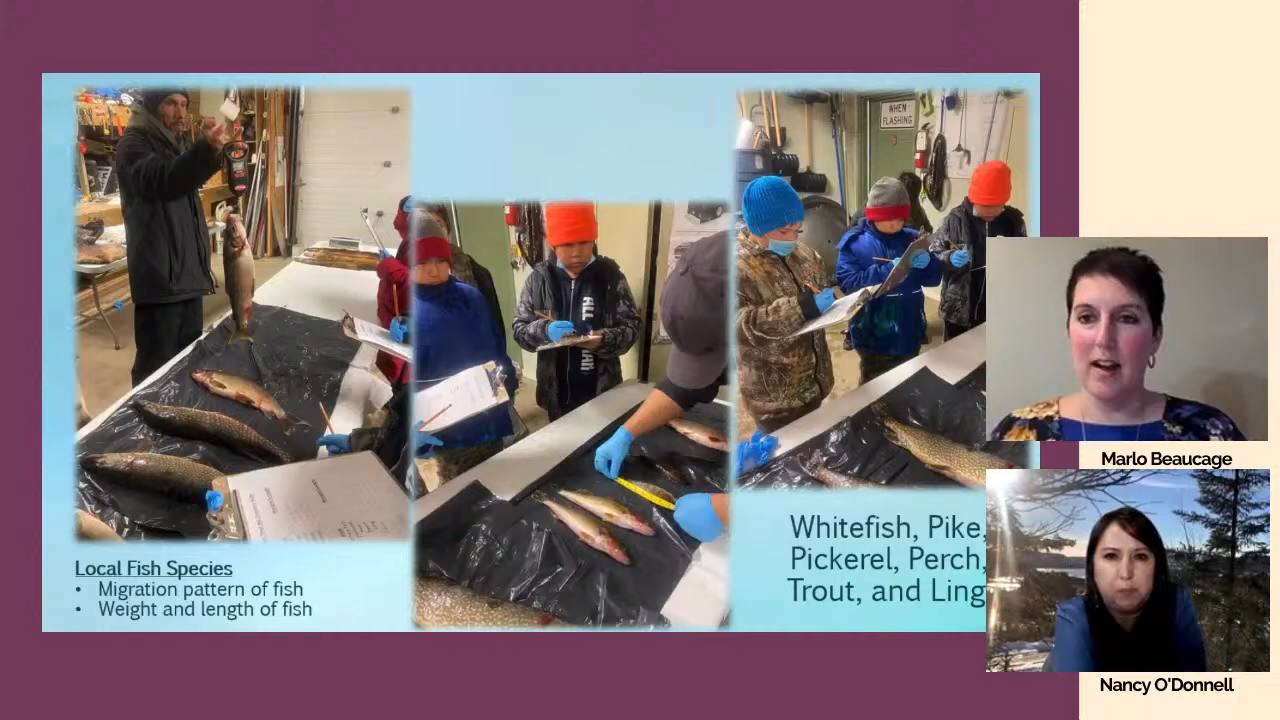 WHEN
FLASHING
Local Fish Species
• Migration pattern of fish
• Weight and length of fish
Whitefish, Pike,
Pickerel, Perch,
Trout, and Ling
Marlo Beaucage
Nancy O'Donnell